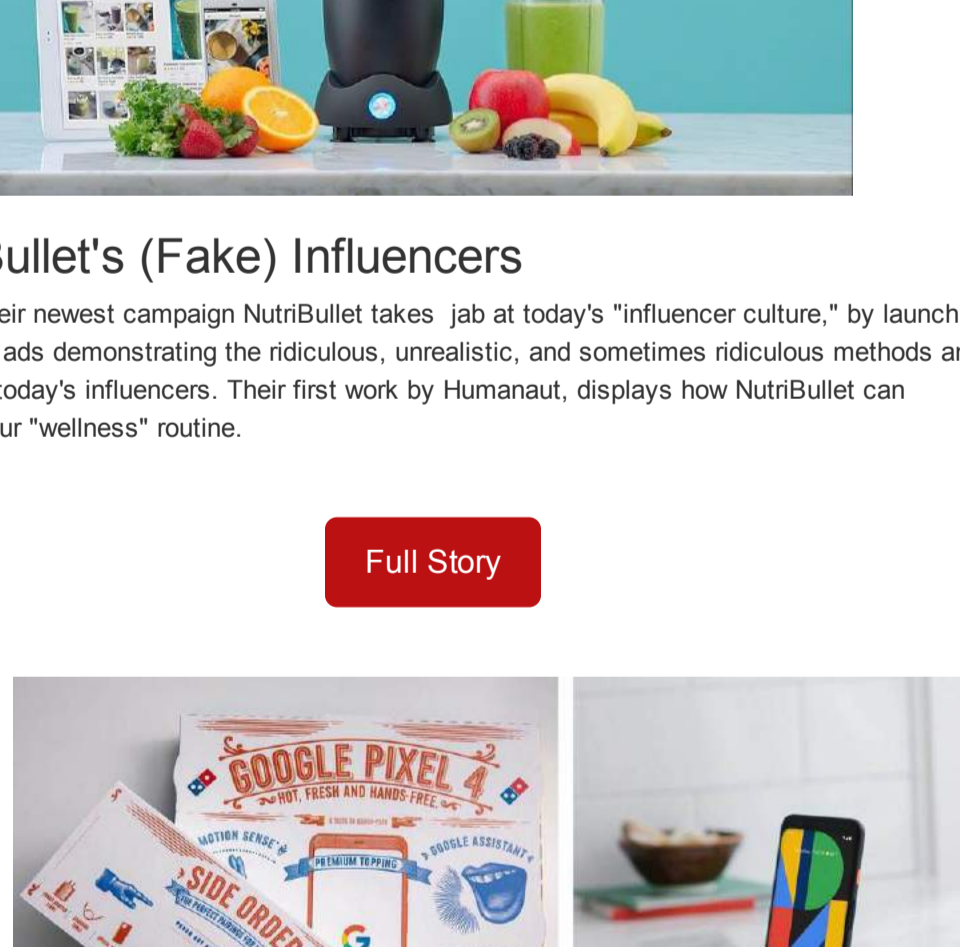 Bullet's (Fake) Influencers
eir newest campaign NutriBullet takes  jab at today's "influencer culture," by launch
ads demonstrating the ridiculous, unrealistic, and sometimes ridiculous methods an
today's influencers. Their first work by Humanaut, displays how NutriBullet can
ur "wellness" routine.
Full Story
GOOGLE PIXEL 4
HOT, FRESH AND HANDS-FREE.
MOTION SENSE
PREMIUM TOPPING
GOOGLE ASSISTANT
SIDE ORDER
G